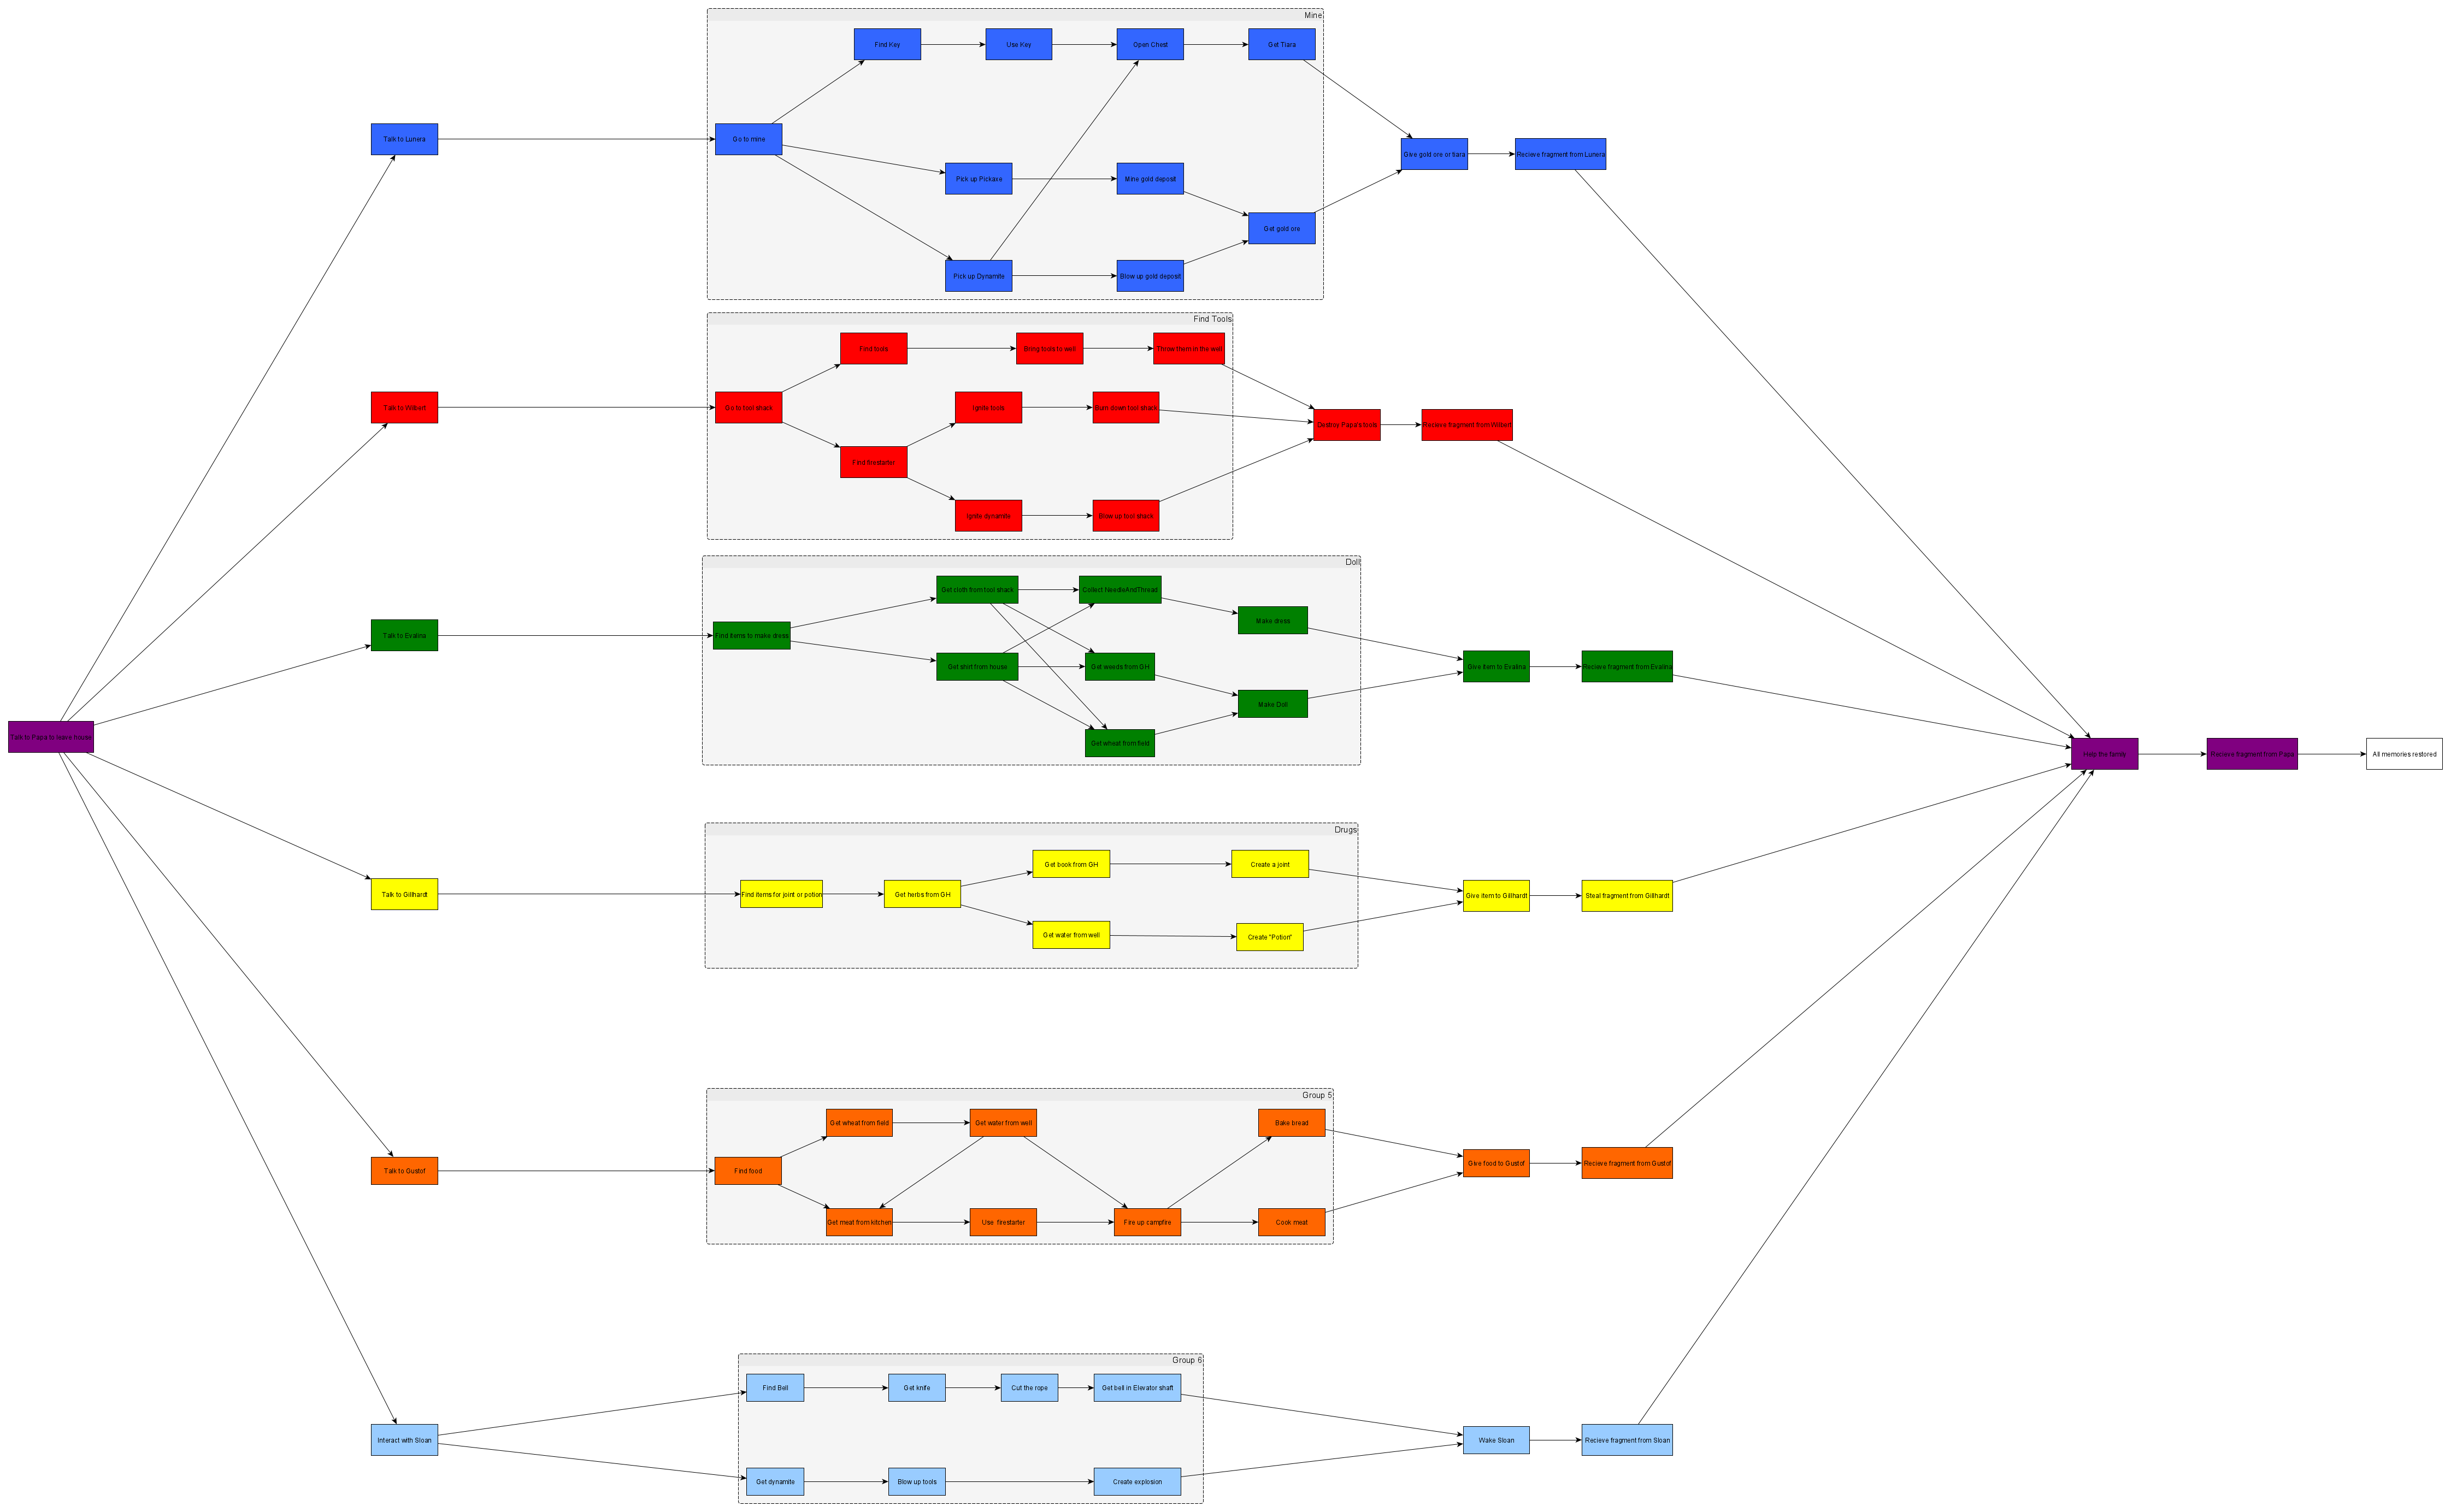 Mine
Find Key
Use Key
Open Chest
Get Tiara
Talk to Lunera
Go to mine
Give gold ore or tiara
Recieve fragment from Lunera
Pick up Pickaxe
Mine gold deposit
Get gold ore
Pick up Dynamite
Blow up gold deposit
Find Tools
Find tools
Bring tools to well
Throw them in the well
Talk to Wilbert
Go to tool shack
Ignite tools
Burn down tool shack
Destroy Papa's tools
Recieve fragment from Wilbert
Find firestarter
Ignite dynamite
Blow up tool shack
Doll
Get cloth from tool shack
Collect NeedleAndThread
Make dress
Talk to Evalina
Find items to make dress
Get shirt from house
Get weeds from GH
Give item to Evalina
Recieve fragment from Evalina
Make Doll
Get wheat from field
Talk to Papa to leave house
Help the family
Recieve fragment from Papa
All memories restored
Drugs
Get book from GH
Create a joint
Talk to Gillhardt
Find items for joint or potion
Get herbs from GH
Give item to Gillhardt
Steal fragment from Gillhardt
Get water from well
Create "Potion"
Group 5
Get wheat from field
Get water from well
Bake bread
Talk to Gustof
Find food
Give food to Gustof
Recieve fragment from Gustof
Get meat from kitchen
Use firestarter
Fire up campfire
Cook meat
Group 6
Find Bell
Get knife
Cut the rope
Get bell in Elevator shaft
Interact with Sloan
Wake Sloan
Recieve fragment from Sloan
Get dynamite
Blow up tools
Create explosion